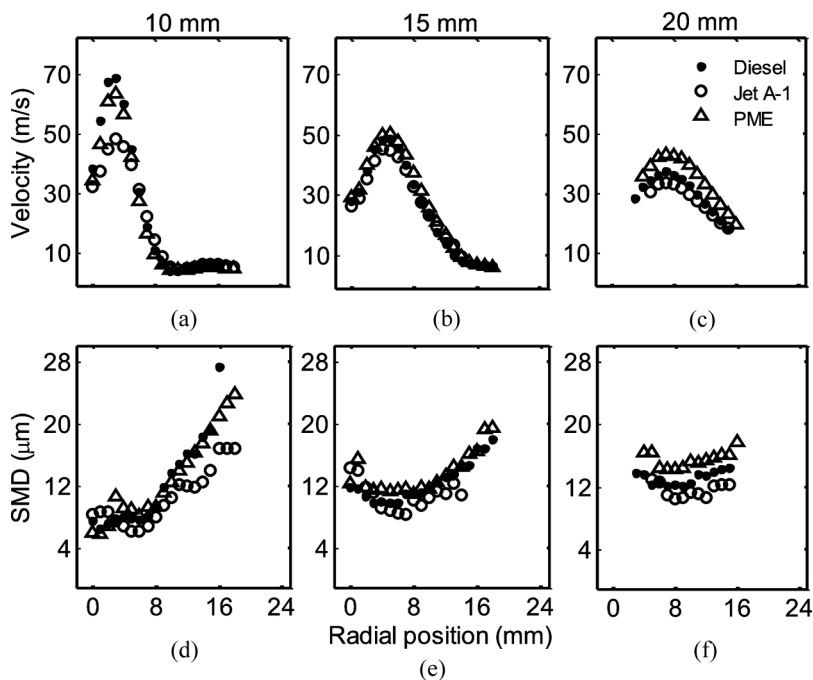 10 mm 15 mm 20 mm
Velocity (m/s)
70 70 70
50 50 50
30 30 30
10 10 10
Diesel
Jet A-1
PME
(a) (b) (c)
SMD (μm)
28 28 28
20 20 20
12 12 12
4 4 4
0 8 16 24 0 8 16 24 0 8 16 24
Radial position (mm)
(d) (e) (f)